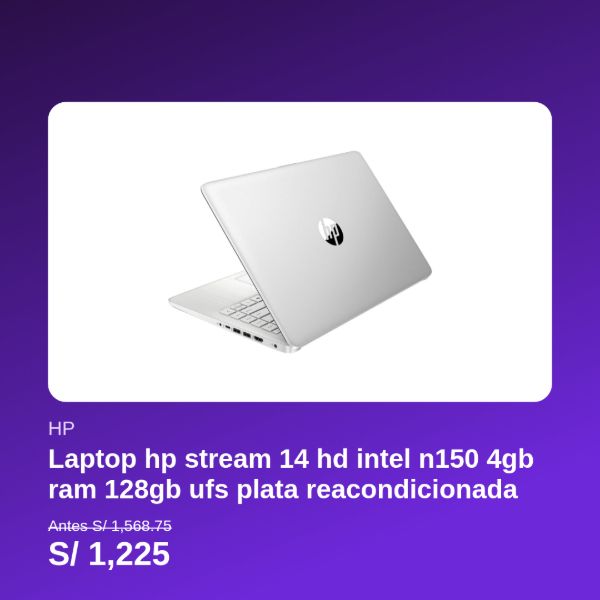 hp
HP
Laptop hp stream 14 hd intel n150 4gb
ram 128gb ufs plata reacondicionada
Antes S/ 1,568.75
S/ 1,225